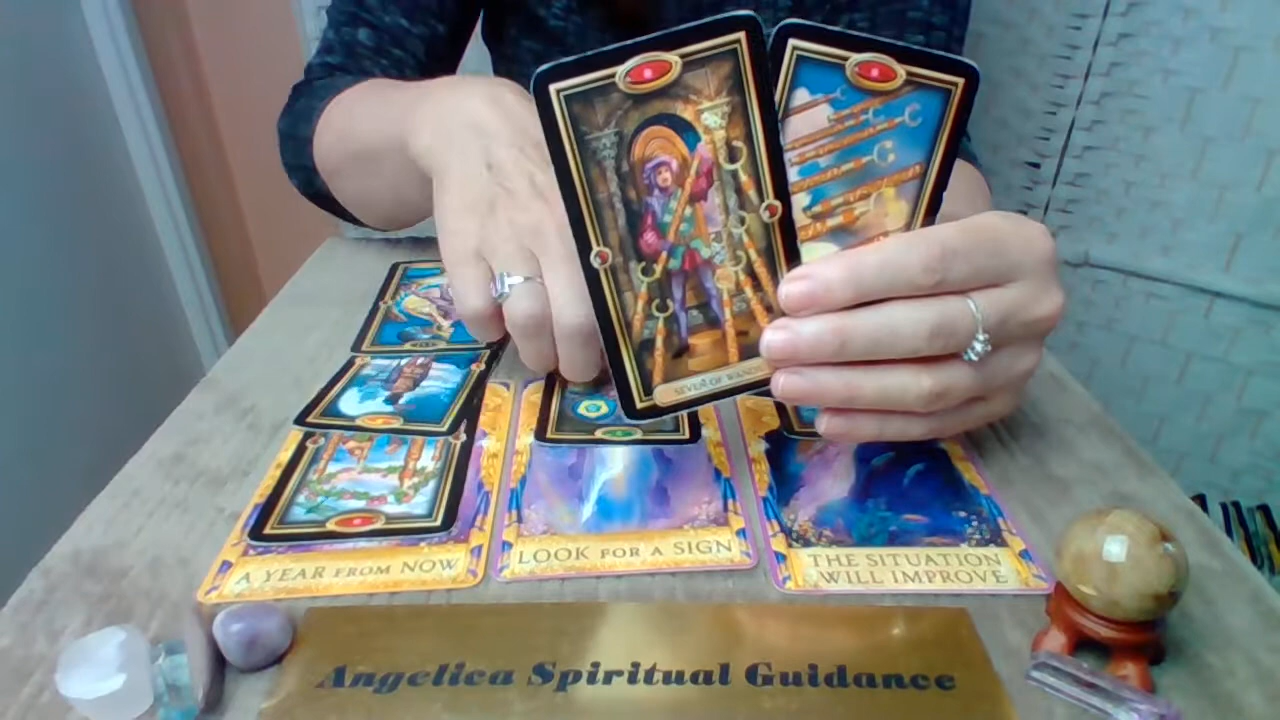 SEVEN OF WANDS
A YEAR FROM NOW
LOOK FOR A SIGN
THE SITUATION
WILL IMPROVE
Angelica Spiritual Guidance